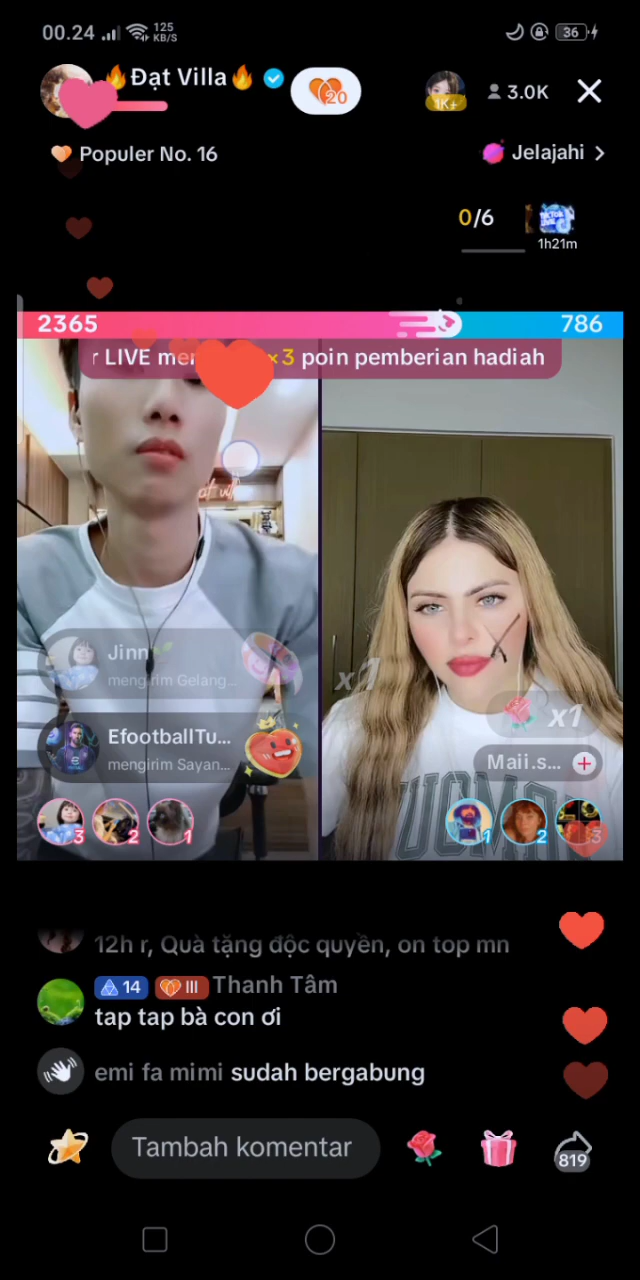 00.24
125
KB/S
36
🔥Đạt Villa🔥
20
1K+
3.0K
Populer No. 16
Jelajahi
0/6
1h21m
2365
786
r LIVE
x3 poin pemberian hadiah
Jinn🌱
mengirim Gelang...
EfootballTu...
mengirim Sayan...
x1
x1
Maii.s...
3
2
1
1
2
3
12h r, Quà tặng độc quyền, on top mn
14 III Thanh Tâm
tap tap bà con ơi
emi fa mimi sudah bergabung
Tambah komentar
819